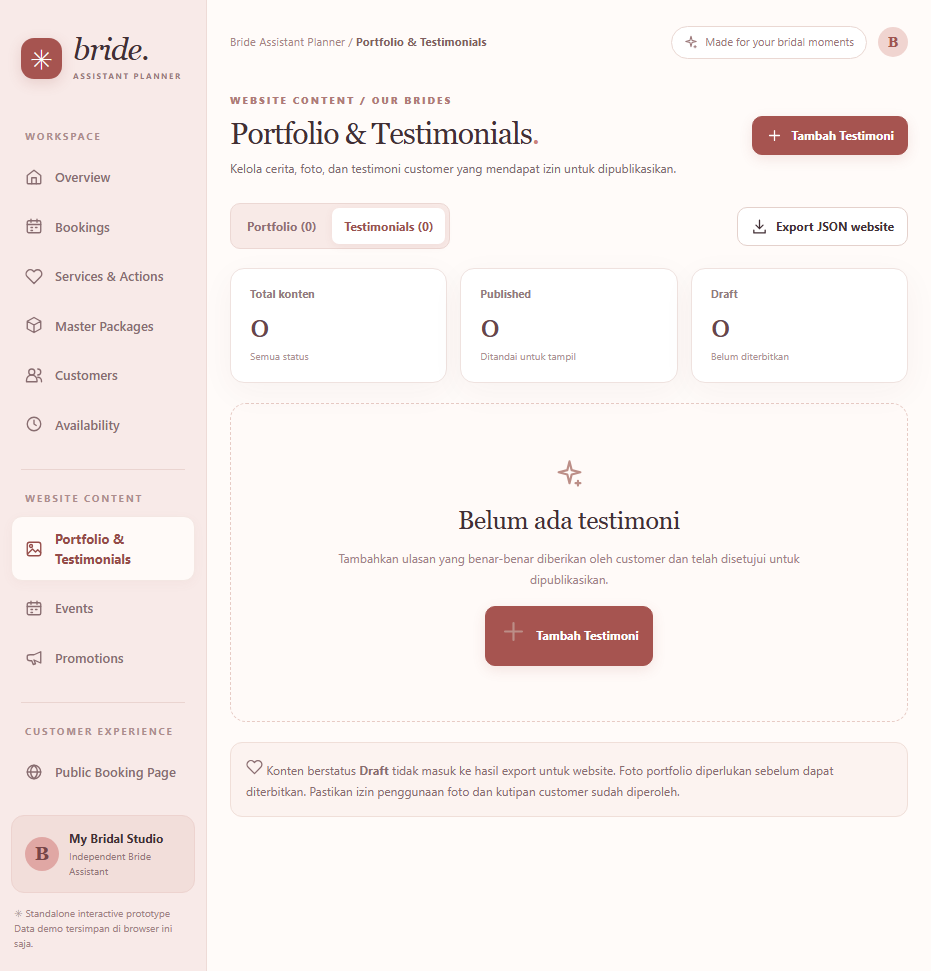 bride.
ASSISTANT PLANNER
WORKSPACE
Overview
Bookings
Services & Actions
Master Packages
Customers
Availability
WEBSITE CONTENT
Portfolio &
Testimonials
Events
Promotions
CUSTOMER EXPERIENCE
Public Booking Page
B
My Bridal Studio
Independent Bride
Assistant
✳ Standalone interactive prototype
Data demo tersimpan di browser ini
saja.
Bride Assistant Planner / Portfolio & Testimonials
Made for your bridal moments
B
WEBSITE CONTENT / OUR BRIDES
Portfolio & Testimonials.
Kelola cerita, foto, dan testimoni customer yang mendapat izin untuk dipublikasikan.
Tambah Testimoni
Portfolio (0)
Testimonials (0)
Export JSON website
Total konten
0
Semua status
Published
0
Ditandai untuk tampil
Draft
0
Belum diterbitkan
Belum ada testimoni
Tambahkan ulasan yang benar-benar diberikan oleh customer dan telah disetujui untuk
dipublikasikan.
Tambah Testimoni
Konten berstatus Draft tidak masuk ke hasil export untuk website. Foto portfolio diperlukan sebelum dapat
diterbitkan. Pastikan izin penggunaan foto dan kutipan customer sudah diperoleh.